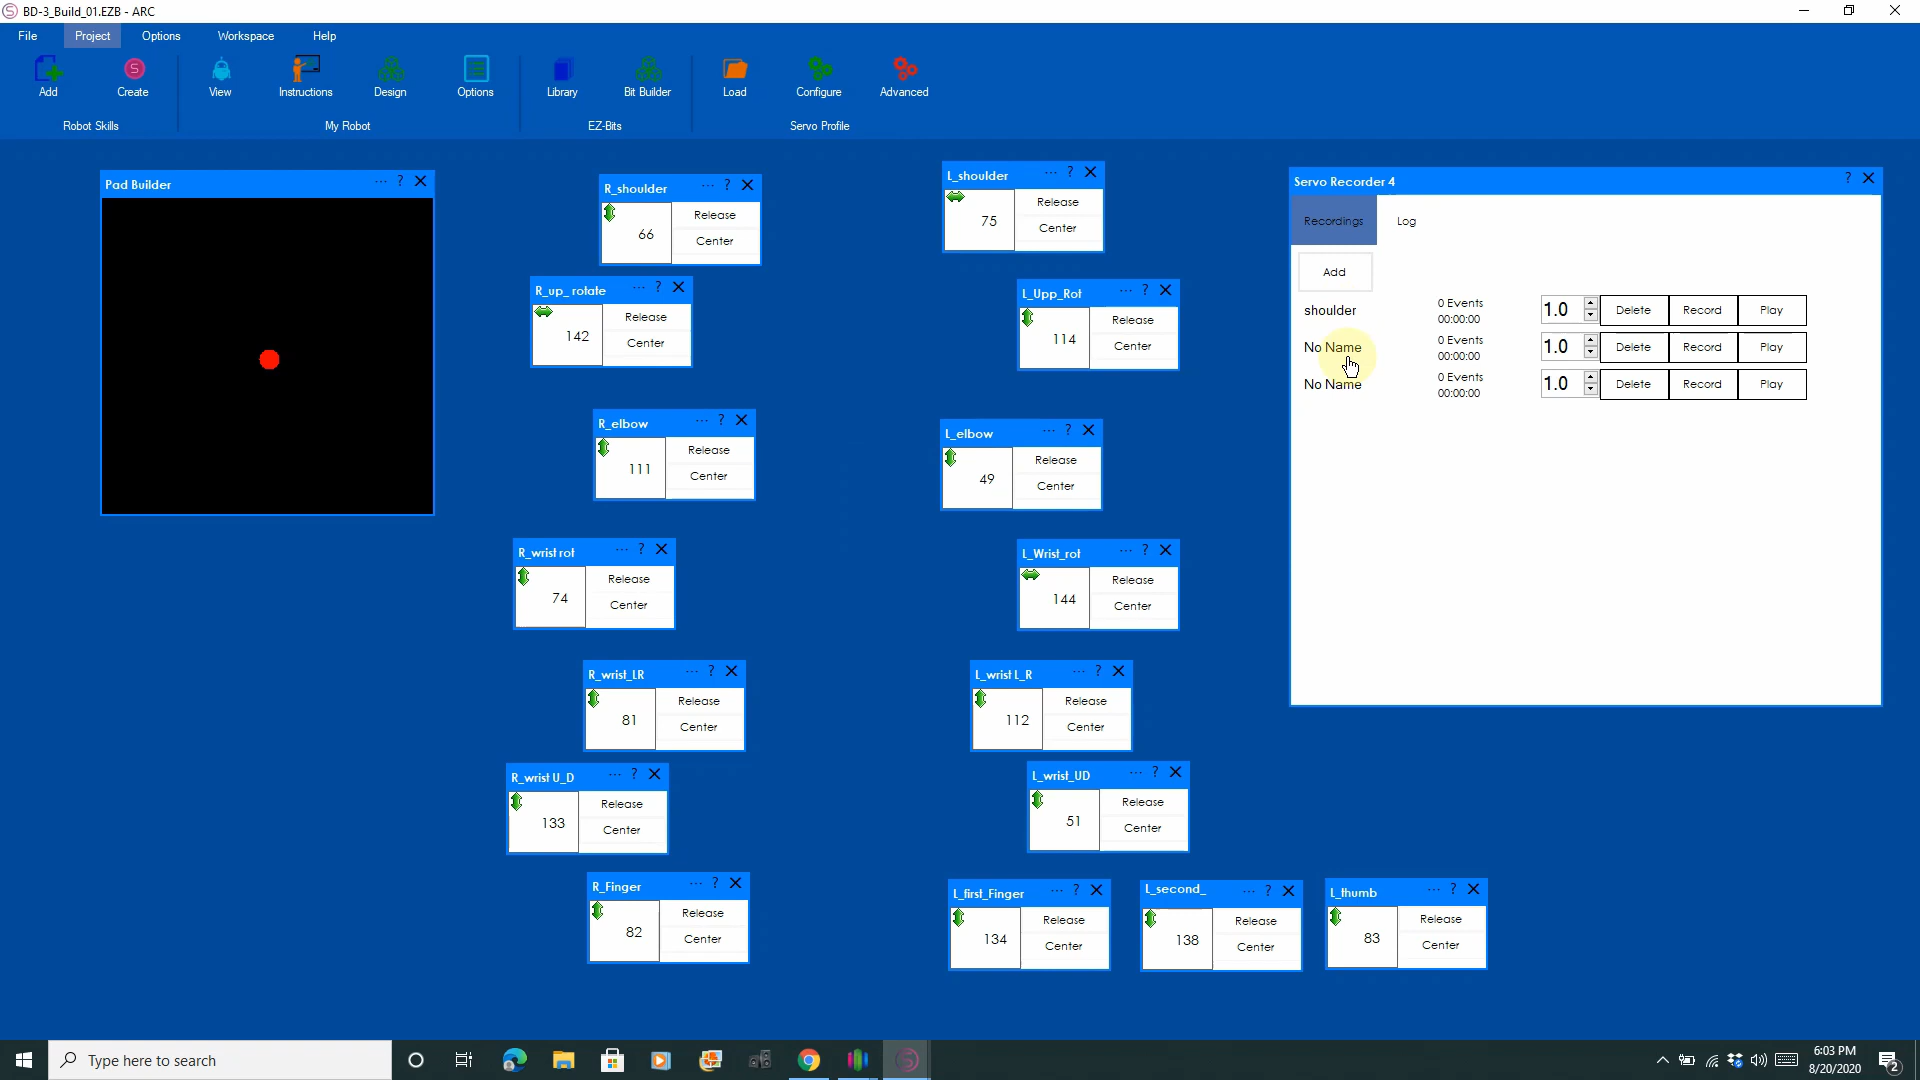 BD-3_Build_01.EZB - ARC
File Project Options Workspace Help
Add Create View Instructions Design Options Library Bit Builder Load Configure Advanced
Robot Skills My Robot EZ-Bits Servo Profile
Pad Builder ... ?
R_shoulder ... ?
66 Release
Center
L_shoulder ... ?
75 Release
Center
R_up_rotate ... ?
142 Release
Center
L_Upp_Rot ... ?
114 Release
Center
R_elbow ... ?
111 Release
Center
L_elbow ... ?
49 Release
Center
R_wrist rot ... ?
74 Release
Center
L_Wrist_rot ... ?
144 Release
Center
R_wrist_LR ... ?
81 Release
Center
L_wrist L_R ... ?
112 Release
Center
R_wrist U_D ... ?
133 Release
Center
L_wrist_UD ... ?
51 Release
Center
R_Finger ... ?
82 Release
Center
L_first_Finger ... ?
134 Release
Center
L_second_ ... ?
138 Release
Center
L_thumb ... ?
83 Release
Center
Servo Recorder 4 ?
Recordings Log
Add
shoulder 0 Events 00:00:00 1.0 Delete Record Play
No Name 0 Events 00:00:00 1.0 Delete Record Play
No Name 0 Events 00:00:00 1.0 Delete Record Play
Type here to search
6:03 PM
8/20/2020
2